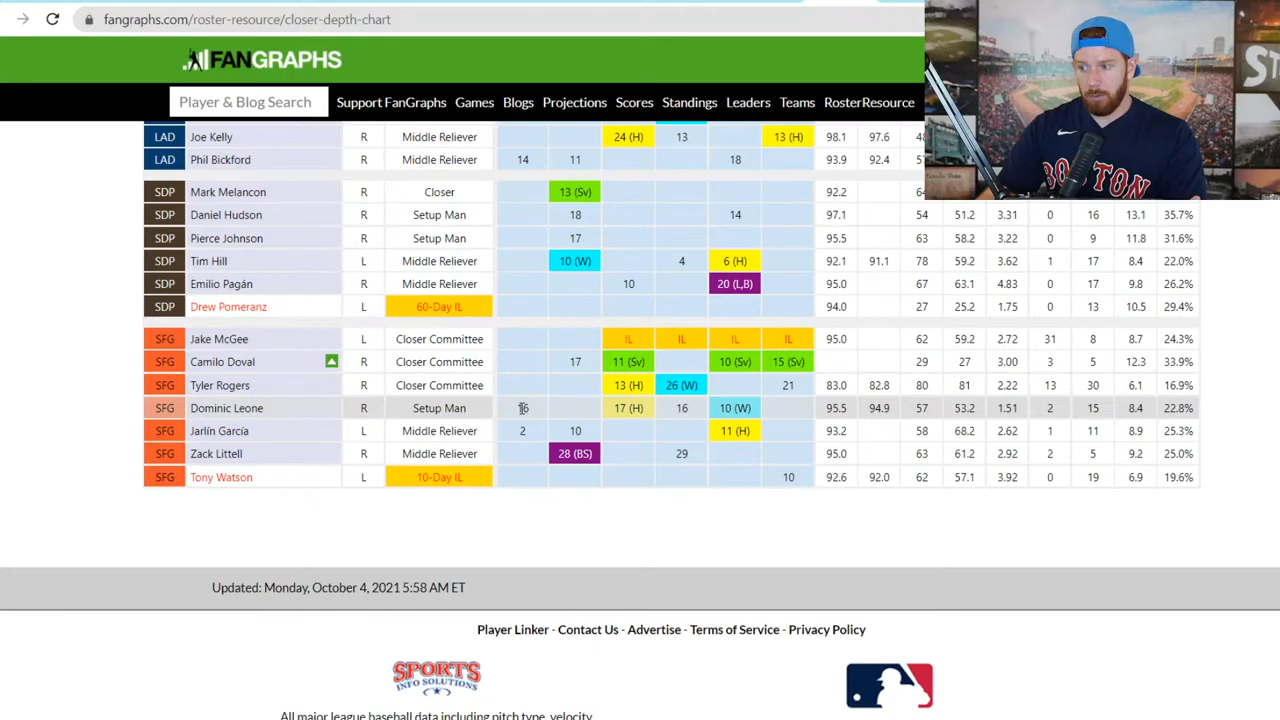 fangraphs.com/roster-resource/closer-depth-chart
FANGRAPHS
Player & Blog Search Support FanGraphs Games Blogs Projections Scores Standings Leaders Teams RosterResource
LAD Joe Kelly R Middle Reliever 24 (H) 13 13 (H) 98.1 97.6
LAD Phil Bickford R Middle Reliever 14 11 18 93.9 92.4
SDP Mark Melancon R Closer 13 (Sv) 92.2
SDP Daniel Hudson R Setup Man 18 14 97.1 54 51.2 3.31 0 16 13.1 35.7%
SDP Pierce Johnson R Setup Man 17 95.5 63 58.2 3.22 0 9 11.8 31.6%
SDP Tim Hill L Middle Reliever 10 (W) 4 6 (H) 92.1 91.1 78 59.2 3.62 1 17 8.4 22.0%
SDP Emilio Pagán R Middle Reliever 10 20 (L,B) 95.0 67 63.1 4.83 0 17 9.8 26.2%
SDP Drew Pomeranz L 60-Day IL 94.0 27 25.2 1.75 0 13 10.5 29.4%
SFG Jake McGee L Closer Committee IL IL IL IL 95.0 62 59.2 2.72 31 8 8.7 24.3%
SFG Camilo Doval R Closer Committee 17 11 (Sv) 10 (Sv) 15 (Sv) 29 27 3.00 3 5 12.3 33.9%
SFG Tyler Rogers R Closer Committee 13 (H) 26 (W) 21 83.0 82.8 80 81 2.22 13 30 6.1 16.9%
SFG Dominic Leone R Setup Man 17 (H) 16 10 (W) 95.5 94.9 57 53.2 1.51 2 15 8.4 22.8%
SFG Jarlín García L Middle Reliever 2 10 11 (H) 93.2 58 68.2 2.62 1 11 8.9 25.3%
SFG Zack Littell R Middle Reliever 28 (BS) 29 95.0 63 61.2 2.92 2 5 9.2 25.0%
SFG Tony Watson L 10-Day IL 10 92.6 92.0 62 57.1 3.92 0 19 6.9 19.6%
Updated: Monday, October 4, 2021 5:58 AM ET
Player Linker - Contact Us - Advertise - Terms of Service - Privacy Policy
SPORTS
INFO SOLUTIONS
All major league baseball data including pitch type, velocity,
BOSTON
ST